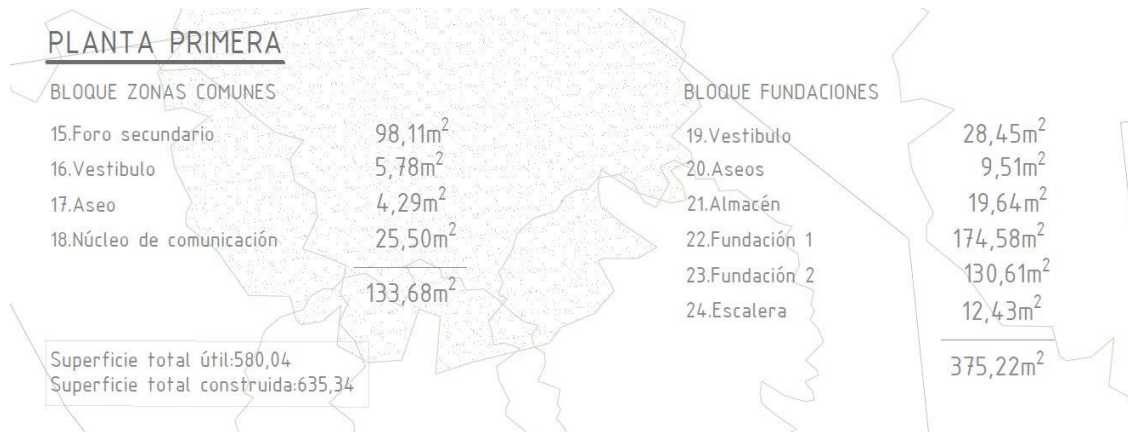 PLANTA PRIMERA
BLOQUE ZONAS COMUNES
15.Foro secundario 98,11m²
16.Vestibulo 5,78m²
17.Aseo 4,29m²
18.Núcleo de comunicación 25,50m²
133,68m²
Superficie total útil:580,04
Superficie total construida:635,34
BLOQUE FUNDACIONES
19.Vestibulo 28,45m²
20.Aseos 9,51m²
21.Almacén 19,64m²
22.Fundación 1 174,58m²
23.Fundación 2 130,61m²
24.Escalera 12,43m²
375,22m²